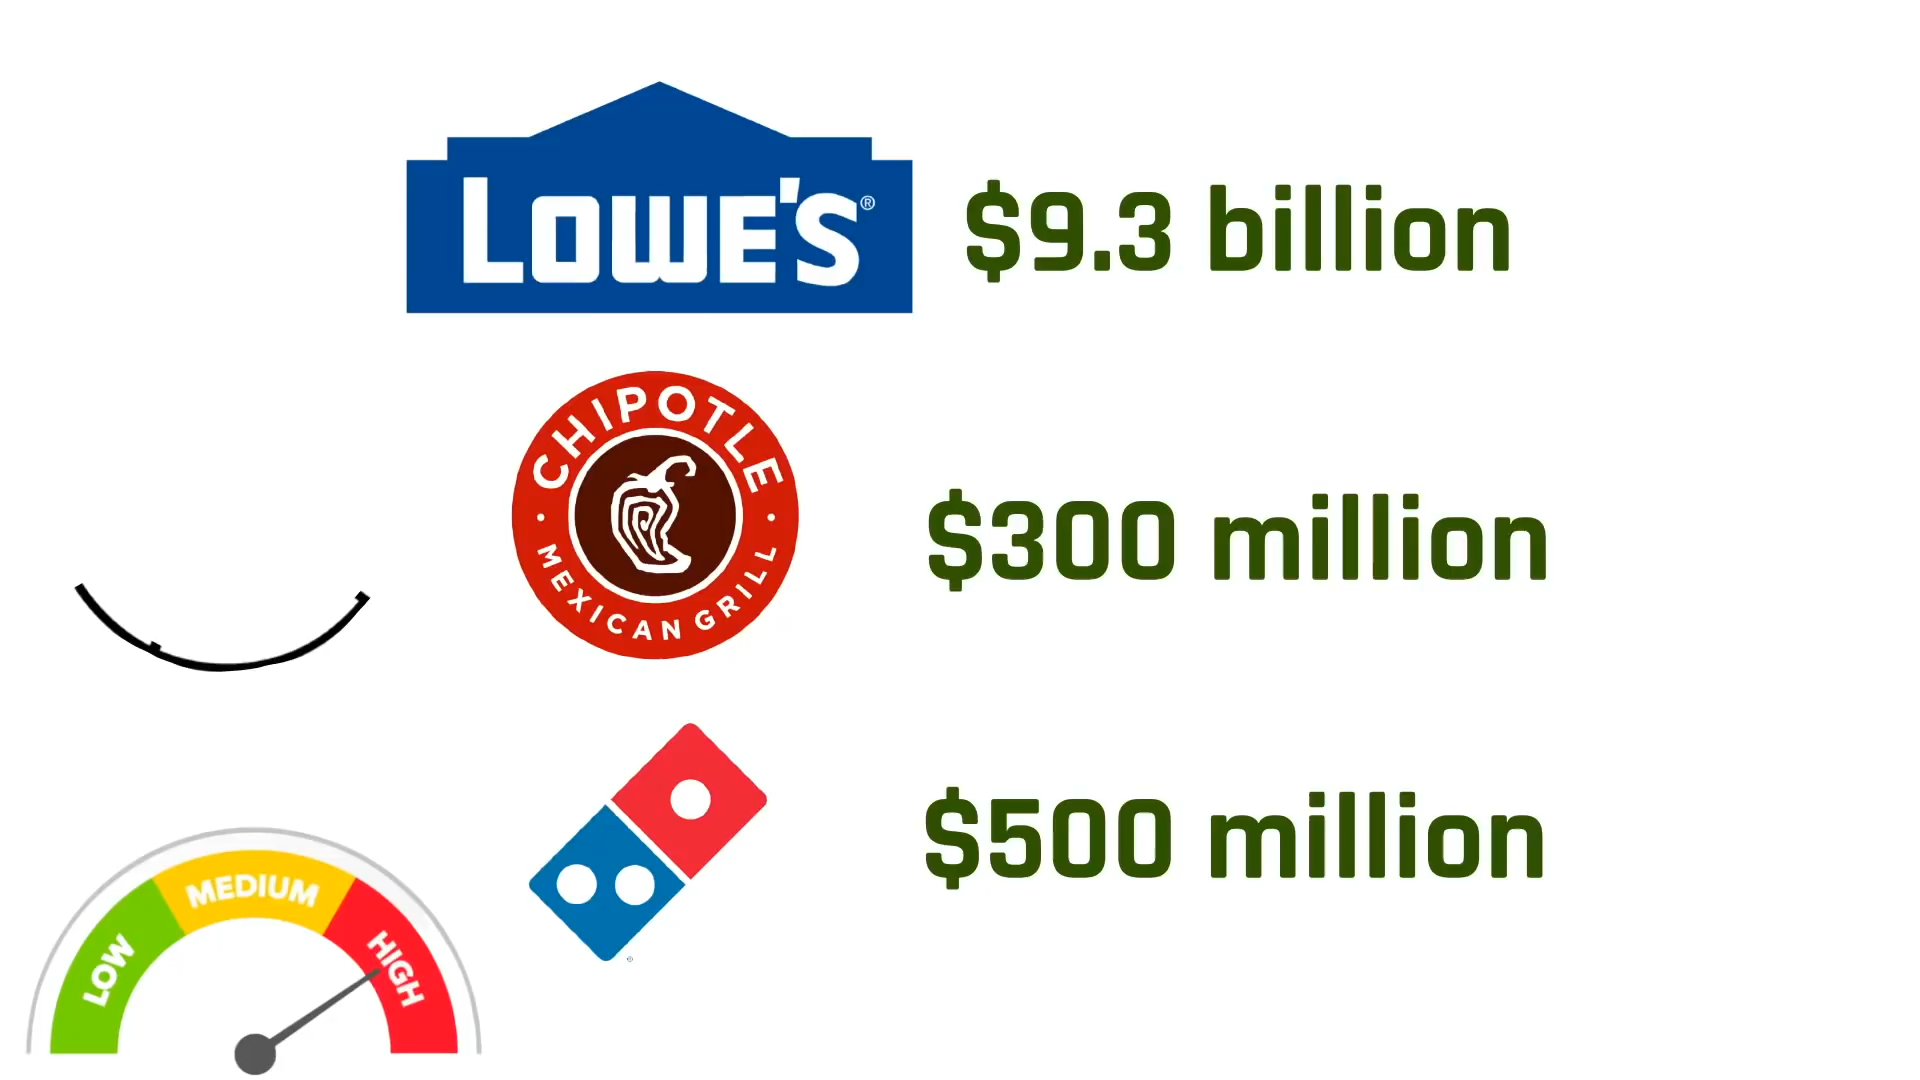 LOWE'S®
$9.3 billion
CHIPOTLE
MEXICAN GRILL
$300 million
$500 million
LOW
MEDIUM
HIGH